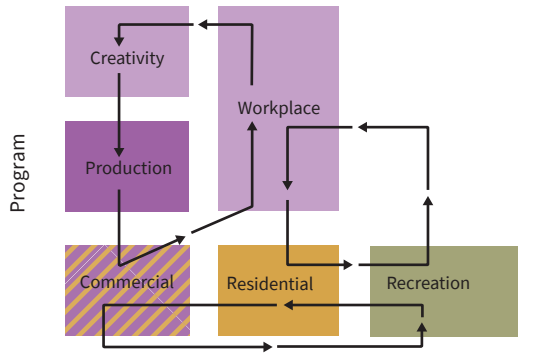 Program
Creativity
Workplace
Production
Commercial
Residential
Recreation